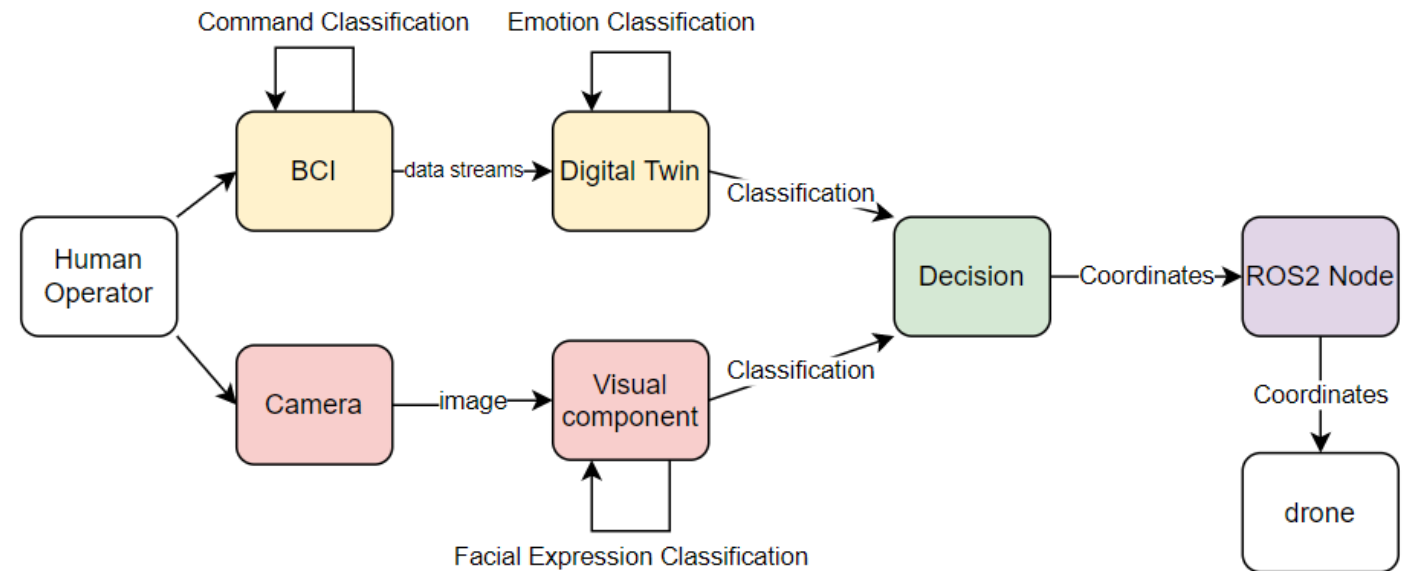 Command Classification
Emotion Classification
BCI
data streams
Digital Twin
Classification
Human
Operator
Decision
Coordinates
ROS2 Node
Camera
image
Visual
component
Classification
Coordinates
drone
Facial Expression Classification